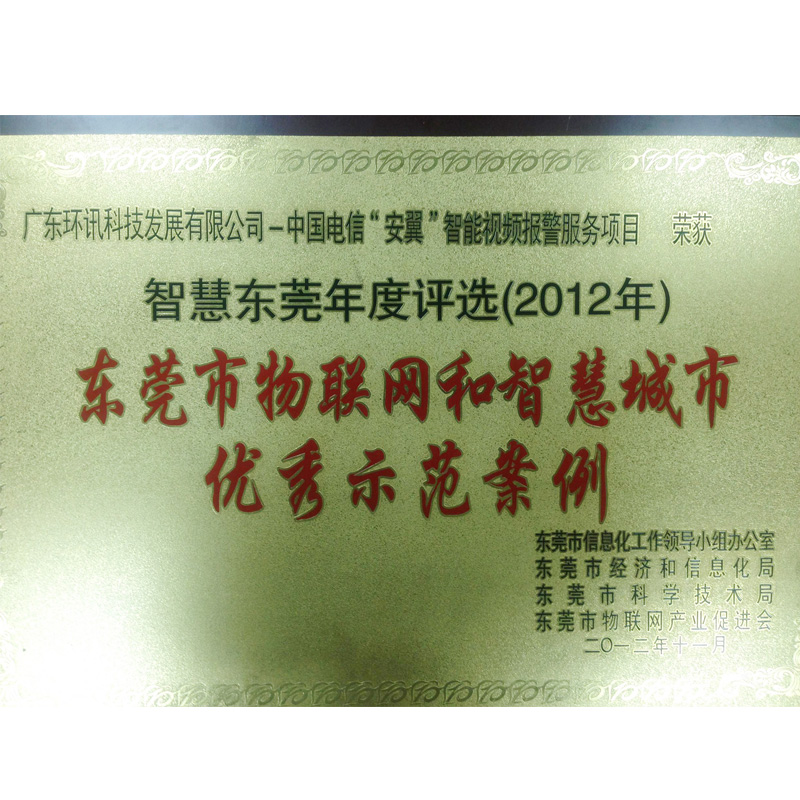 广东环讯科技发展有限公司－中国电信“安翼”智能视频报警服务项目 荣获
智慧东莞年度评选(2012年)
东莞市物联网和智慧城市
优秀示范案例
东莞市信息化工作领导小组办公室
东莞市经济和信息化局
东莞市科学技术局
东莞市物联网产业促进会
二〇一二年十一月